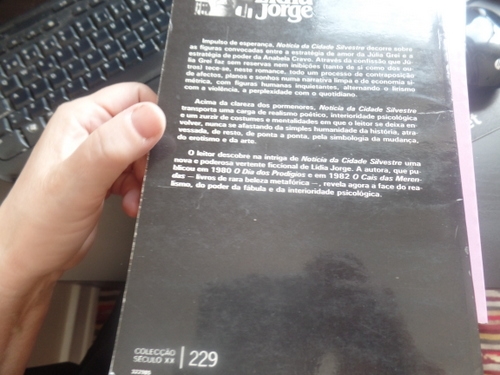 Lídia
Jorge
Impulso de esperança, Notícia da Cidade Silvestre decorre sobre
as figuras convocadas entre a estratégia de amor da Júlia Grei e a
estratégia de poder da Anabela Cravo. Através da confissão que Jú-
lia Grei faz sem reservas nem inibições (tanto de si como dos ou-
tros) tece-se, neste romance, todo um processo de contraposição
de afectos, planos e sonhos numa narrativa limpa e de economia si-
métrica, com figuras humanas inquietantes, alternando o lirismo
com a violência, a perplexidade com o quotidiano.
Acima da clareza dos pormenores, Notícia da Cidade Silvestre
transporta uma carga de realismo poético, interioridade psicológica
e um zurzir de costumes e mentalidades em que o leitor se deixa en-
volver, nunca se afastando da simples humanidade da história, atra-
vessada, de resto, de ponta a ponta, pela simbologia da mudança,
do erotismo e da arte.
O leitor descobre na intriga de Notícia da Cidade Silvestre uma
nova e poderosa vertente ficcional de Lídia Jorge. A autora, que pu-
blicou em 1980 O Dia dos Prodígios e em 1982 O Cais das Meren-
das — livros de rara beleza metafórica —, revela agora a face do rea-
lismo, do poder da fábula e da interioridade psicológica.
COLECÇÃO
SÉCULO XX | 229